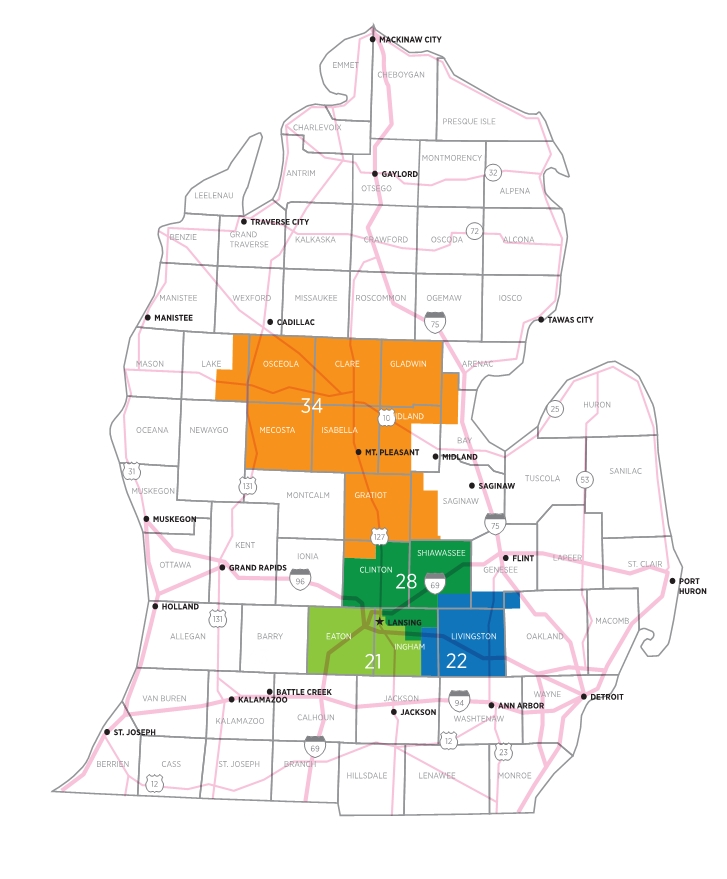 MACKINAW CITY
EMMET
CHEBOYGAN
PRESQUE ISLE
CHARLEVOIX
MONTMORENCY
32
ANTRIM
GAYLORD
OTSEGO
ALPENA
LEELENAU
TRAVERSE CITY
BENZIE
GRAND
TRAVERSE
KALKASKA
CRAWFORD
OSCODA
72
ALCONA
MANISTEE
WEXFORD
MISSAUKEE
ROSCOMMON
OGEMAW
IOSCO
MANISTEE
CADILLAC
75
TAWAS CITY
MASON
LAKE
OSCEOLA
CLARE
GLADWIN
ARENAC
34
10
IDLAND
25
HURON
OCEANA
NEWAYGO
MECOSTA
ISABELLA
BAY
MT. PLEASANT
MIDLAND
31
MUSKEGON
131
MONTCALM
GRATIOT
SAGINAW
SAGINAW
TUSCOLA
53
SANILAC
MUSKEGON
75
127
KENT
IONIA
SHIAWASSEE
OTTAWA
GRAND RAPIDS
96
CLINTON
28
69
GENESEE
FLINT
LAPEER
ST. CLAIR
PORT
HURON
HOLLAND
131
ALLEGAN
BARRY
EATON
LANSING
INGHAM
LIVINGSTON
OAKLAND
MACOMB
21
22
VAN BUREN
BATTLE CREEK
KALAMAZOO
KALAMAZOO
CALHOUN
JACKSON
JACKSON
94
ANN ARBOR
WASHTENAW
WAYNE
DETROIT
ST. JOSEPH
69
12
23
BERRIEN
CASS
12
ST. JOSEPH
BRANCH
HILLSDALE
LENAWEE
MONROE